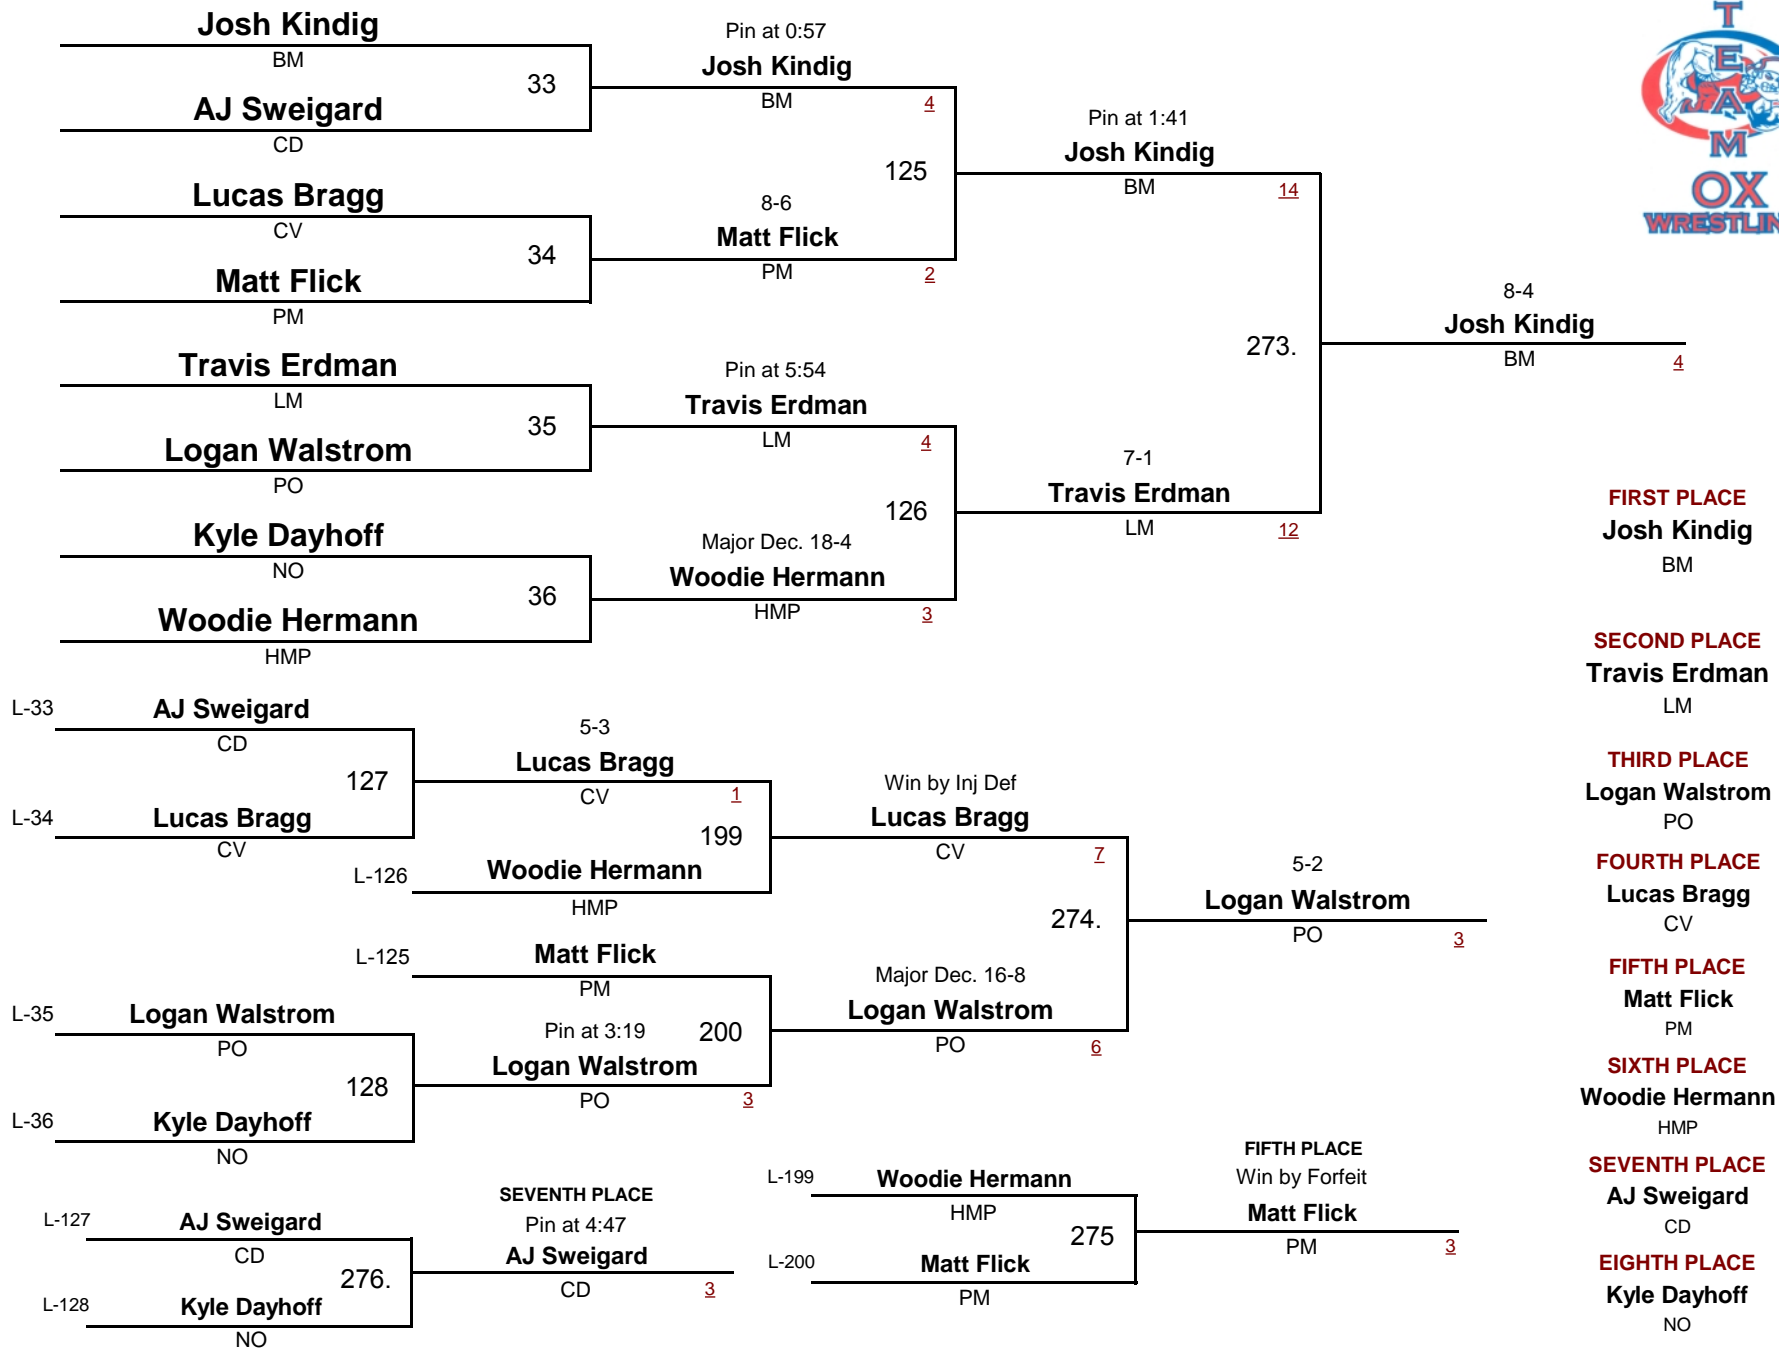 Josh Kindig
BM
33
AJ Sweigard
CD
Lucas Bragg
CV
34
Matt Flick
PM
Travis Erdman
LM
35
Logan Walstrom
PO
Kyle Dayhoff
NO
36
Woodie Hermann
HMP
Pin at 0:57
Josh Kindig
BM
4
125
8-6
Matt Flick
PM
2
Pin at 5:54
Travis Erdman
LM
4
126
Major Dec. 18-4
Woodie Hermann
HMP
3
Pin at 1:41
Josh Kindig
BM
14
273.
7-1
Travis Erdman
LM
12
8-4
Josh Kindig
BM
4
TEAM
OX
L-33
AJ Sweigard
CD
127
L-34
Lucas Bragg
CV
5-3
Lucas Bragg
CV
1
199
L-126
Woodie Hermann
HMP
L-125
Matt Flick
PM
200
L-35
Logan Walstrom
PO
128
L-36
Kyle Dayhoff
NO
Pin at 3:19
Logan Walstrom
PO
3
Win by Inj Def
Lucas Bragg
CV
7
274.
Major Dec. 16-8
Logan Walstrom
PO
6
5-2
Logan Walstrom
PO
3
L-127
AJ Sweigard
CD
276.
L-128
Kyle Dayhoff
NO
SEVENTH PLACE
Pin at 4:47
AJ Sweigard
CD
3
L-199
Woodie Hermann
HMP
275
L-200
Matt Flick
PM
FIFTH PLACE
Win by Forfeit
Matt Flick
PM
3
FIRST PLACE
Josh Kindig
BM
SECOND PLACE
Travis Erdman
LM
THIRD PLACE
Logan Walstrom
PO
FOURTH PLACE
Lucas Bragg
CV
FIFTH PLACE
Matt Flick
PM
SIXTH PLACE
Woodie Hermann
HMP
SEVENTH PLACE
AJ Sweigard
CD
EIGHTH PLACE
Kyle Dayhoff
NO